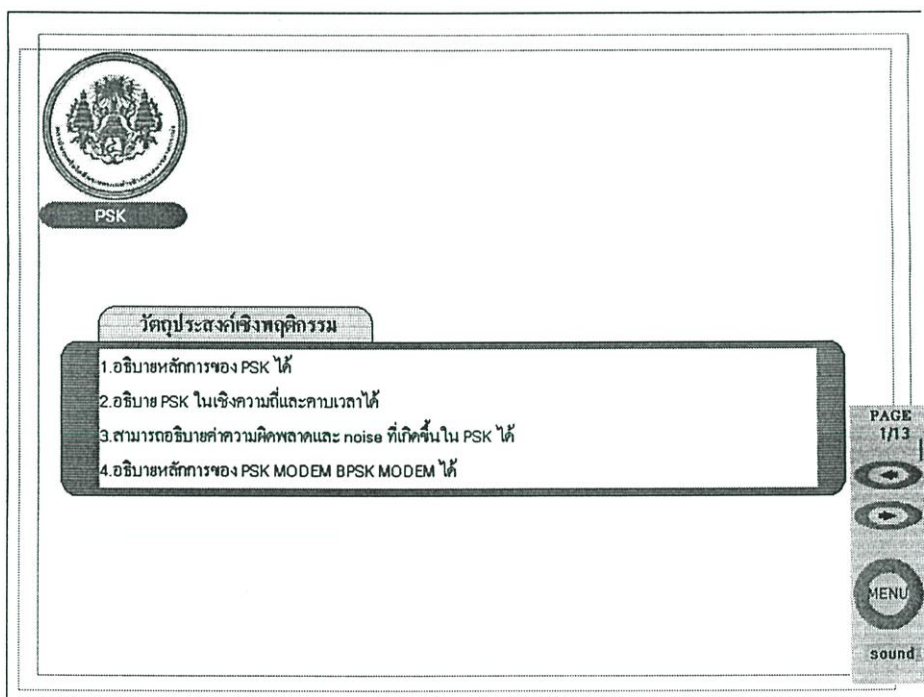 PSK
วัตถุประสงค์เชิงพฤติกรรม
1.อธิบายหลักการของ PSK ได้
2.อธิบาย PSK ในเชิงความถี่และคาบเวลาได้
3.สามารถอธิบายค่าความผิดพลาดและ noise ที่เกิดขึ้นใน PSK ได้
4.อธิบายหลักการของ PSK MODEM BPSK MODEM ได้
PAGE
1/13
MENU
sound